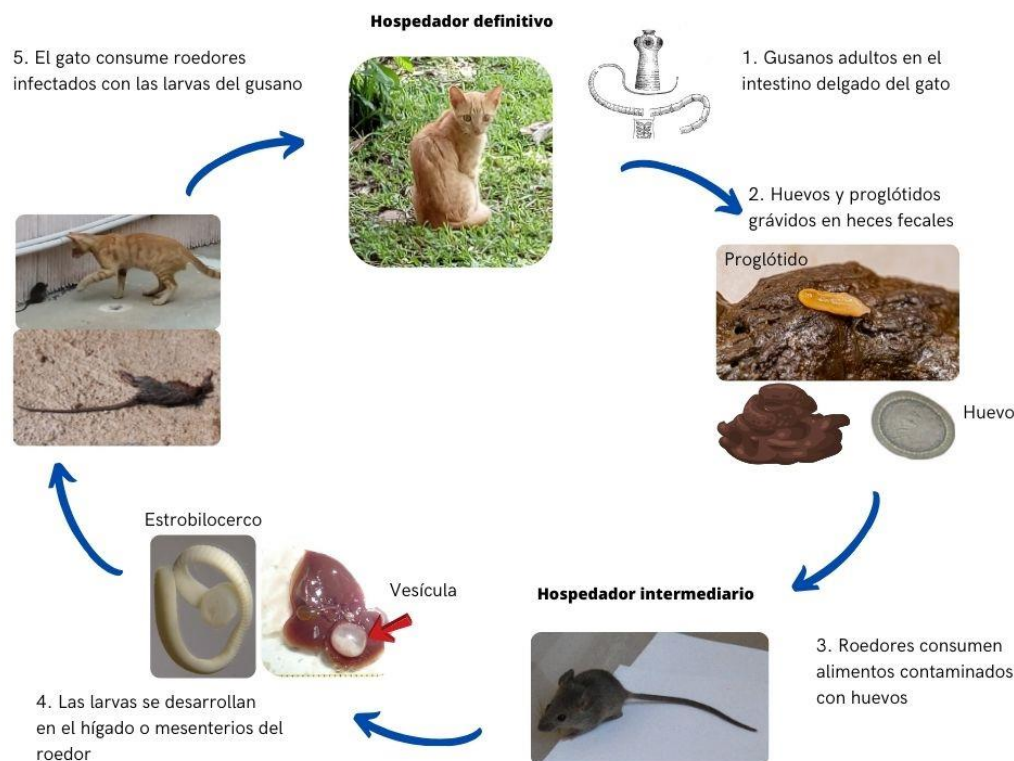 Hospedador definitivo
1. Gusanos adultos en el
intestino delgado del gato
2. Huevos y proglótidos
grávidos en heces fecales
Proglótido
Huevo
Hospedador intermediario
3. Roedores consumen
alimentos contaminados
con huevos
4. Las larvas se desarrollan
en el hígado o mesenterios del
roedor
Estrobilocerco
Vesícula
5. El gato consume roedores
infectados con las larvas del gusano